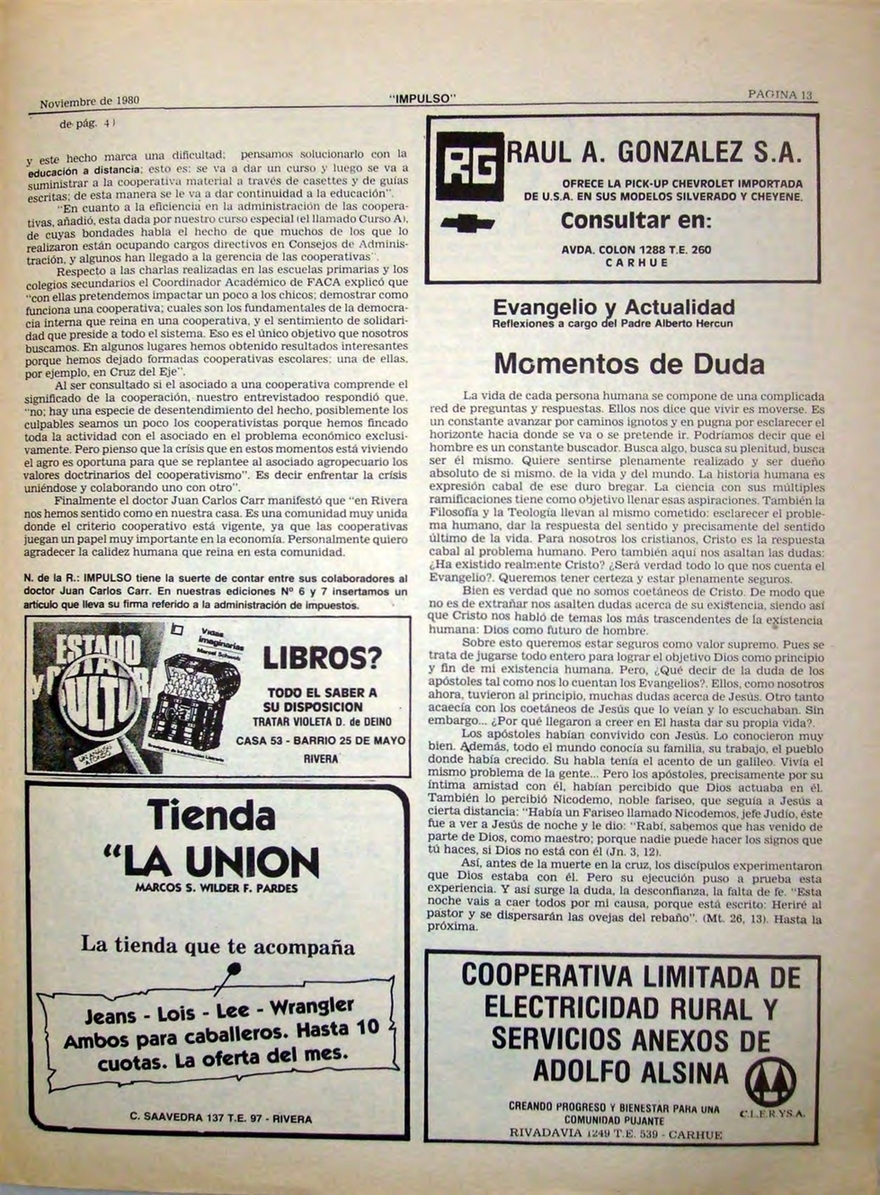 Noviembre de 1980
"IMPULSO"
PAGINA 13
de pág. 4)
y este hecho marca una dificultad; pensamos solucionarlo con la
educación a distancia; esto es: se va a dar un curso y luego se va a
suministrar a la cooperativa material a través de casettes y de guías
escritas; de esta manera se le va a dar continuidad a la educación".
"En cuanto a la eficiencia en la administración de las coopera-
tivas, añadió, esta dada por nuestro curso especial (el llamado Curso A),
de cuyas bondades habla el hecho de que muchos de los que lo
realizaron están ocupando cargos directivos en Consejos de Adminis-
tración, y algunos han llegado a la gerencia de las cooperativas".
Respecto a las charlas realizadas en las escuelas primarias y los
colegios secundarios el Coordinador Académico de FACA explicó que
"con ellas pretendemos impactar un poco a los chicos; demostrar como
funciona una cooperativa; cuales son los fundamentales de la democra-
cia interna que reina en una cooperativa, y el sentimiento de solidari-
dad que preside a todo el sistema. Eso es el único objetivo que nosotros
buscamos. En algunos lugares hemos obtenido resultados interesantes
porque hemos dejado formadas cooperativas escolares; una de ellas,
por ejemplo, en Cruz del Eje".
Al ser consultado si el asociado a una cooperativa comprende el
significado de la cooperación, nuestro entrevistadoo respondió que,
"no; hay una especie de desentendimiento del hecho, posiblemente los
culpables seamos un poco los cooperativistas porque hemos fincado
toda la actividad con el asociado en el problema económico exclusi-
vamente. Pero pienso que la crisis que en estos momentos está viviendo
el agro es oportuna para que se replantee al asociado agropecuario los
valores doctrinarios del cooperativismo". Es decir enfrentar la crisis
uniéndose y colaborando uno con otro".
Finalmente el doctor Juan Carlos Carr manifestó que "en Rivera
nos hemos sentido como en nuestra casa. Es una comunidad muy unida
donde el criterio cooperativo está vigente, ya que las cooperativas
juegan un papel muy importante en la economía. Personalmente quiero
agradecer la calidez humana que reina en esta comunidad.
N. de la R.: IMPULSO tiene la suerte de contar entre sus colaboradores al
doctor Juan Carlos Carr. En nuestras ediciones Nº 6 y 7 insertamos un
artículo que lleva su firma referido a la administración de impuestos.
ESTADO
Vidas
imaginarias
Marcel Schwob
LIBROS?
TODO EL SABER A
SU DISPOSICION
TRATAR VIOLETA D. de DEINO
CASA 53 - BARRIO 25 DE MAYO
RIVERA
Tienda
"LA UNION
MARCOS S. WILDER F. PARDES
La tienda que te acompaña
Jeans - Lois - Lee - Wrangler
Ambos para caballeros. Hasta 10
cuotas. La oferta del mes.
C. SAAVEDRA 137 T.E. 97 - RIVERA
RG
RAUL A. GONZALEZ S.A.
OFRECE LA PICK-UP CHEVROLET IMPORTADA
DE U.S.A. EN SUS MODELOS SILVERADO Y CHEYENE.
Consultar en:
AVDA. COLON 1288 T.E. 260
CARHUE
Evangelio y Actualidad
Reflexiones a cargo del Padre Alberto Hercun
Momentos de Duda
La vida de cada persona humana se compone de una complicada
red de preguntas y respuestas. Ellos nos dice que vivir es moverse. Es
un constante avanzar por caminos ignotos y en pugna por esclarecer el
horizonte hacia donde se va o se pretende ir. Podríamos decir que el
hombre es un constante buscador. Busca algo, busca su plenitud, busca
ser él mismo. Quiere sentirse plenamente realizado y ser dueño
absoluto de sí mismo, de la vida y del mundo. La historia humana es
expresión cabal de ese duro bregar. La ciencia con sus múltiples
ramificaciones tiene como objetivo llenar esas aspiraciones. También la
Filosofía y la Teología llevan al mismo cometido: esclarecer el proble-
ma humano, dar la respuesta del sentido y precisamente del sentido
último de la vida. Para nosotros los cristianos, Cristo es la respuesta
cabal al problema humano. Pero también aquí nos asaltan las dudas:
¿Ha existido realmente Cristo? ¿Será verdad todo lo que nos cuenta el
Evangelio?. Queremos tener certeza y estar plenamente seguros.
Bien es verdad que no somos coetáneos de Cristo. De modo que
no es de extrañar nos asalten dudas acerca de su existencia, siendo así
que Cristo nos habló de temas los más trascendentes de la existencia
humana: Dios como futuro de hombre.
Sobre esto queremos estar seguros como valor supremo. Pues se
trata de jugarse todo entero para lograr el objetivo Dios como principio
y fin de mi existencia humana. Pero, ¿Qué decir de la duda de los
apóstoles tal como nos lo cuentan los Evangelios?. Ellos, como nosotros
ahora, tuvieron al principio, muchas dudas acerca de Jesús. Otro tanto
acaecía con los coetáneos de Jesús que lo veían y lo escuchaban. Sin
embargo... ¿Por qué llegaron a creer en El hasta dar su propia vida?.
Los apóstoles habían convivido con Jesús. Lo conocieron muy
bien. Además, todo el mundo conocía su familia, su trabajo, el pueblo
donde había crecido. Su habla tenía el acento de un galileo. Vivía el
mismo problema de la gente... Pero los apóstoles, precisamente por su
íntima amistad con él, habían percibido que Dios actuaba en él.
También lo percibió Nicodemo, noble fariseo, que seguía a Jesús a
cierta distancia: "Había un Fariseo llamado Nicodemos, jefe Judío, éste
fue a ver a Jesús de noche y le dio: "Rabí, sabemos que has venido de
parte de Dios, como maestro; porque nadie puede hacer los signos que
tú haces, si Dios no está con él (Jn. 3, 12).
Así, antes de la muerte en la cruz, los discípulos experimentaron
que Dios estaba con él. Pero su ejecución puso a prueba esta
experiencia. Y así surge la duda, la desconfianza, la falta de fe. "Esta
noche vais a caer todos por mi causa, porque está escrito: Heriré al
pastor y se dispersarán las ovejas del rebaño". (Mt. 26, 13). Hasta la
próxima.
COOPERATIVA LIMITADA DE
ELECTRICIDAD RURAL Y
SERVICIOS ANEXOS DE
ADOLFO ALSINA
CREANDO PROGRESO Y BIENESTAR PARA UNA
COMUNIDAD PUJANTE
C.L.E.R.Y.S.A.
RIVADAVIA 1249 T.E. 539 - CARHUE